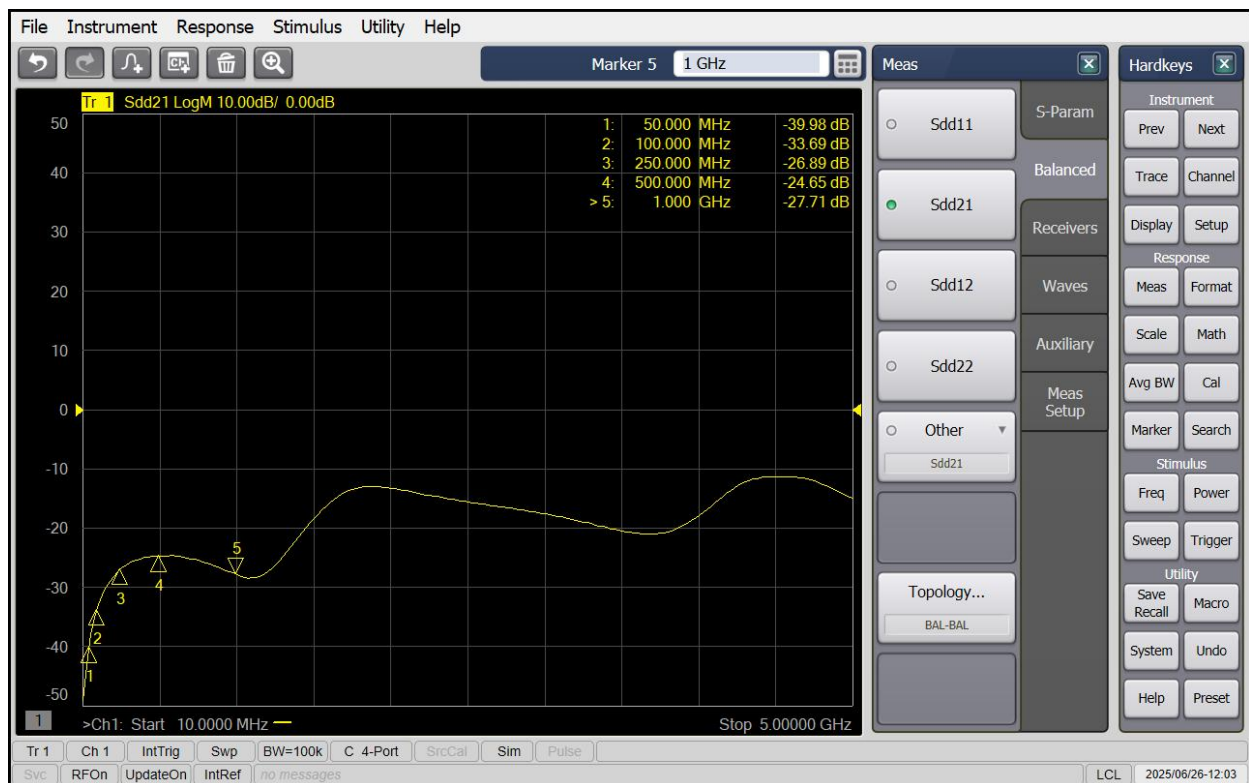 File Instrument Response Stimulus Utility Help
Marker 5 1 GHz
Tr 1 Sdd21 LogM 10.00dB/ 0.00dB
1: 50.000 MHz -39.98 dB
2: 100.000 MHz -33.69 dB
3: 250.000 MHz -26.89 dB
4: 500.000 MHz -24.65 dB
> 5: 1.000 GHz -27.71 dB
50
40
30
20
10
0
-10
-20
-30
-40
-50
1
2
3
4
5
1
>Ch1: Start 10.0000 MHz
Stop 5.00000 GHz
Meas
Sdd11
Sdd21
Sdd12
Sdd22
Other
Sdd21
Topology...
BAL-BAL
S-Param
Balanced
Receivers
Waves
Auxiliary
Meas
Setup
Hardkeys
Instrument
Prev Next
Trace Channel
Display Setup
Response
Meas Format
Scale Math
Avg BW Cal
Marker Search
Stimulus
Freq Power
Sweep Trigger
Utility
Save
Recall
Macro
System Undo
Help Preset
Tr 1 Ch 1 IntTrig Swp BW=100k C 4-Port SrcCal Sim Pulse
Svc RFOn UpdateOn IntRef no messages LCL 2025/06/26-12:03